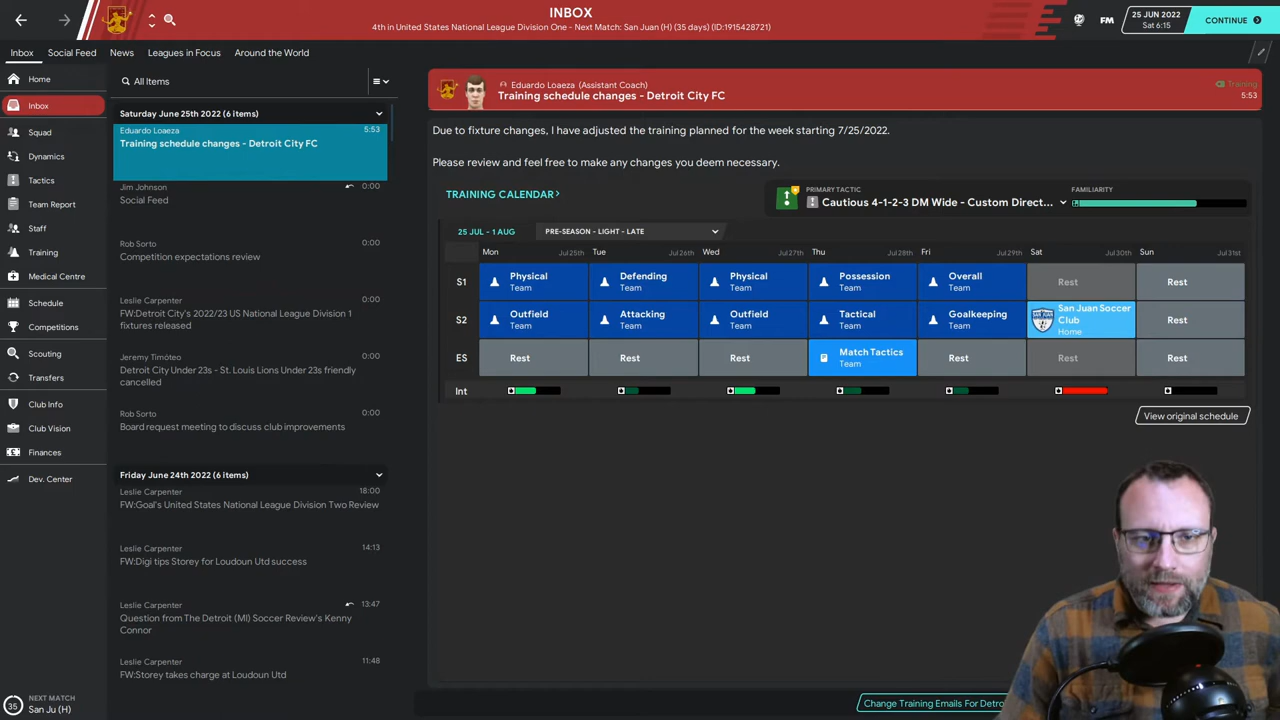 INBOX
4th in United States National League Division One - Next Match: San Juan (H) (35 days) (ID:1915428721)
FM
25 JUN 2022
Sat 6:15
CONTINUE
Inbox Social Feed News Leagues in Focus Around the World
Home
Inbox
Squad
Dynamics
Tactics
Team Report
Staff
Training
Medical Centre
Schedule
Competitions
Scouting
Transfers
Club Info
Club Vision
Finances
Dev. Center
35
NEXT MATCH
San Ju (H)
All Items
Saturday June 25th 2022 (6 items)
Eduardo Loaeza 5:53
Training schedule changes - Detroit City FC
Jim Johnson 0:00
Social Feed
Rob Sorto 0:00
Competition expectations review
Leslie Carpenter 0:00
FW:Detroit City's 2022/23 US National League Division 1
fixtures released
Jeremy Timóteo 0:00
Detroit City Under 23s - St. Louis Lions Under 23s friendly
cancelled
Rob Sorto 0:00
Board request meeting to discuss club improvements
Friday June 24th 2022 (6 items)
Leslie Carpenter 18:00
FW:Goal's United States National League Division Two Review
Leslie Carpenter 14:13
FW:Digi tips Storey for Loudoun Utd success
Leslie Carpenter 13:47
Question from The Detroit (MI) Soccer Review's Kenny
Connor
Leslie Carpenter 11:48
FW:Storey takes charge at Loudoun Utd
Eduardo Loaeza (Assistant Coach)
Training schedule changes - Detroit City FC
Training
5:53
Due to fixture changes, I have adjusted the training planned for the week starting 7/25/2022.
Please review and feel free to make any changes you deem necessary.
TRAINING CALENDAR
PRIMARY TACTIC
Cautious 4-1-2-3 DM Wide - Custom Direct...
FAMILIARITY
25 JUL - 1 AUG PRE-SEASON - LIGHT - LATE
Mon Jul25th Tue Jul26th Wed Jul27th Thu Jul28th Fri Jul29th Sat Jul30th Sun Jul31st
S1 Physical Team Defending Team Physical Team Possession Team Overall Team Rest Rest
S2 Outfield Team Attacking Team Outfield Team Tactical Team Goalkeeping Team San Juan Soccer Club Home Rest
ES Rest Rest Rest Match Tactics Team Rest Rest Rest
Int
View original schedule
Change Training Emails For Detro